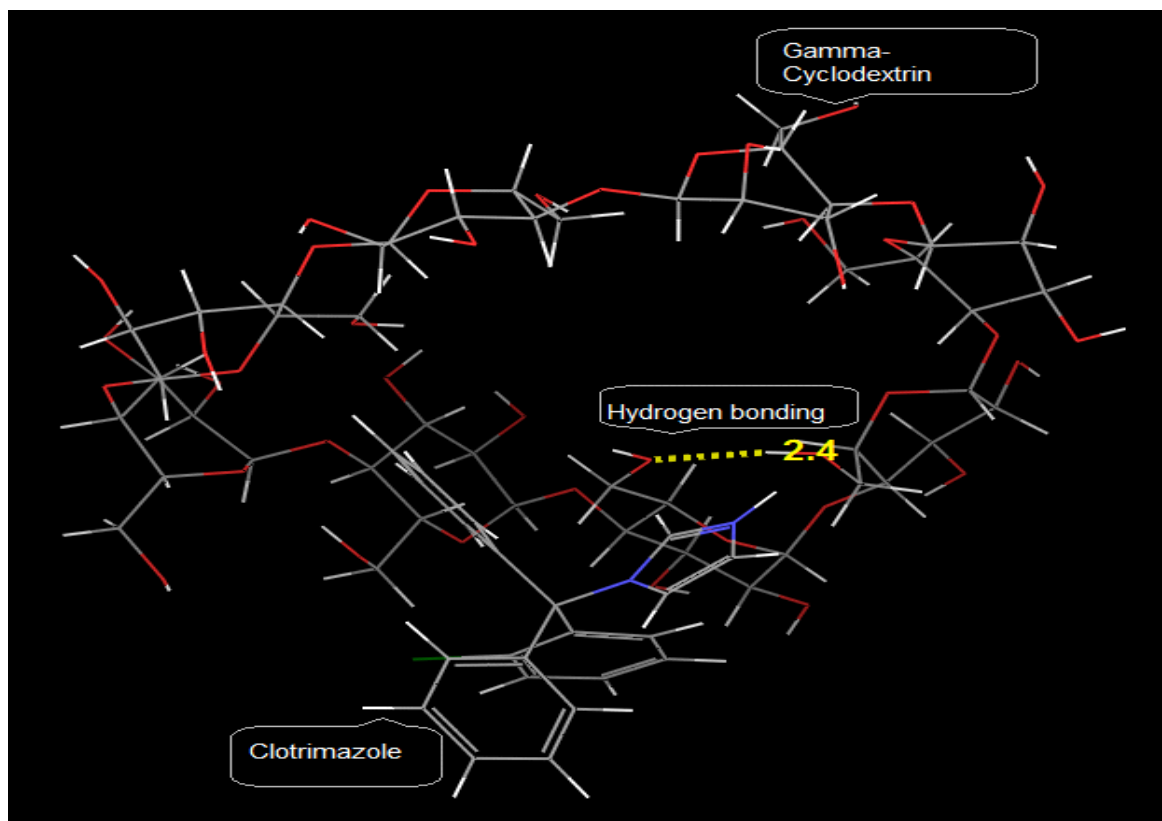 Gamma-
Cyclodextrin
Hydrogen bonding
2.4
Clotrimazole